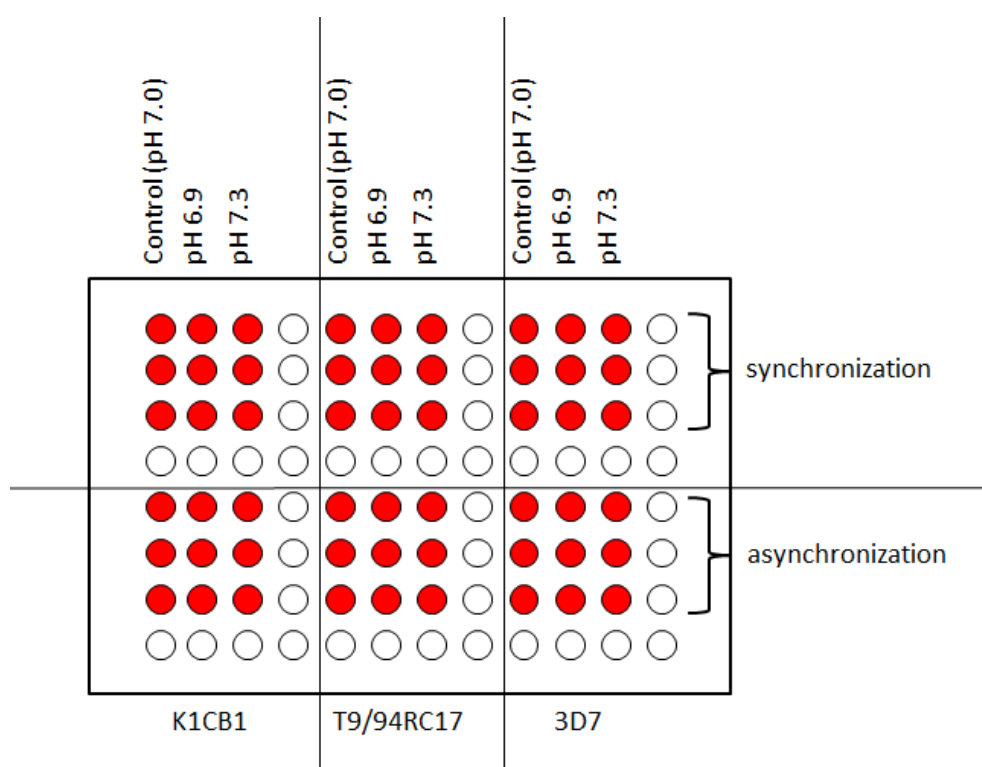 Control (pH 7.0)
pH 6.9
pH 7.3
Control (pH 7.0)
pH 6.9
pH 7.3
Control (pH 7.0)
pH 6.9
pH 7.3
synchronization
asynchronization
K1CB1
T9/94RC17
3D7